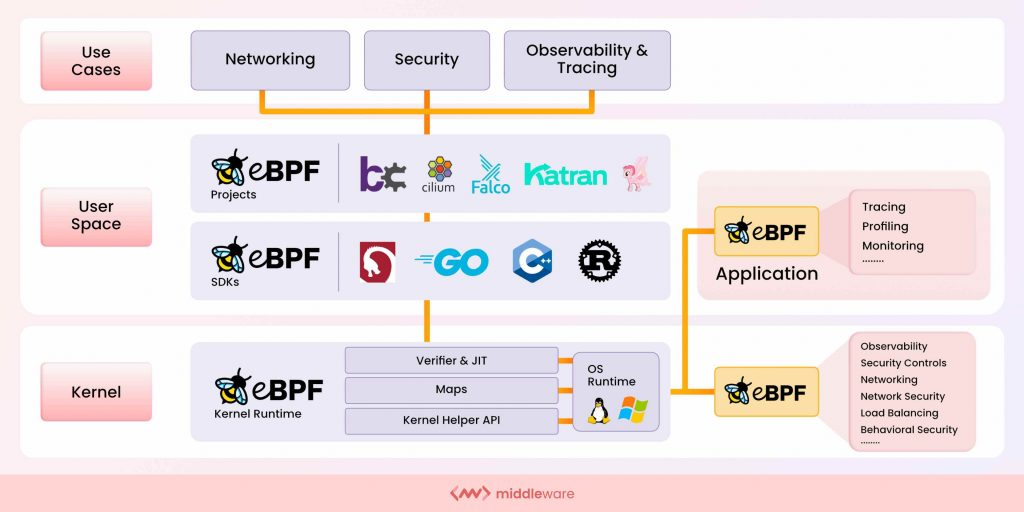 Use
Cases
Networking
Security
Observability &
Tracing
User
Space
eBPF
Projects
bcc
cilium
Falco
Katran
eBPF
SDKs
GO
C++
R
eBPF
Application
Tracing
Profiling
Monitoring
........
Kernel
eBPF
Kernel Runtime
Verifier & JIT
Maps
Kernel Helper API
OS
Runtime
eBPF
Observability
Security Controls
Networking
Network Security
Load Balancing
Behavioral Security
........
middleware